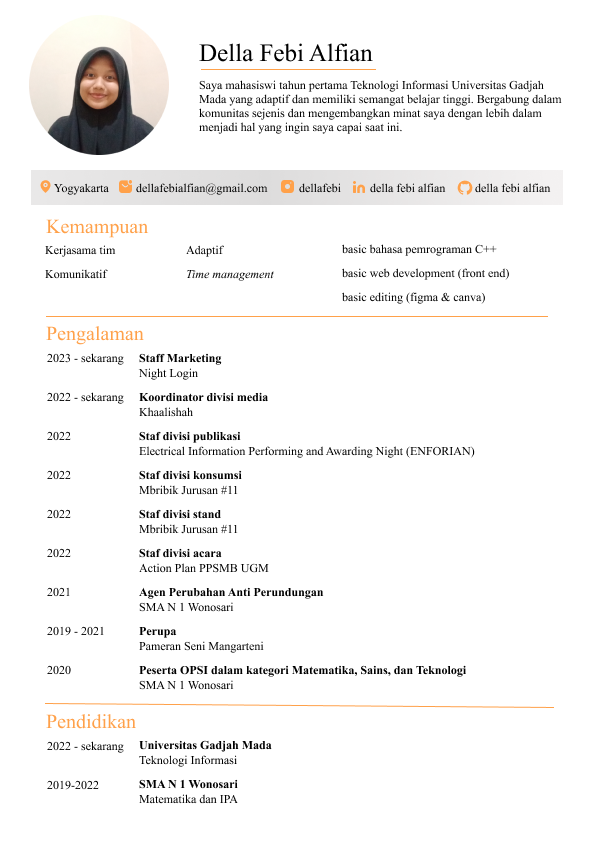 Della Febi Alfian
Saya mahasiswi tahun pertama Teknologi Informasi Universitas Gadjah
Mada yang adaptif dan memiliki semangat belajar tinggi. Bergabung dalam
komunitas sejenis dan mengembangkan minat saya dengan lebih dalam
menjadi hal yang ingin saya capai saat ini.
Yogyakarta dellafebialfian@gmail.com dellafebi della febi alfian della febi alfian
Kemampuan
Kerjasama tim Adaptif basic bahasa pemrograman C++
Komunikatif Time management basic web development (front end)
basic editing (figma & canva)
Pengalaman
2023 - sekarang Staff Marketing
Night Login
2022 - sekarang Koordinator divisi media
Khaalishah
2022 Staf divisi publikasi
Electrical Information Performing and Awarding Night (ENFORIAN)
2022 Staf divisi konsumsi
Mbribik Jurusan #11
2022 Staf divisi stand
Mbribik Jurusan #11
2022 Staf divisi acara
Action Plan PPSMB UGM
2021 Agen Perubahan Anti Perundungan
SMA N 1 Wonosari
2019 - 2021 Perupa
Pameran Seni Mangarteni
2020 Peserta OPSI dalam kategori Matematika, Sains, dan Teknologi
SMA N 1 Wonosari
Pendidikan
2022 - sekarang Universitas Gadjah Mada
Teknologi Informasi
2019-2022 SMA N 1 Wonosari
Matematika dan IPA